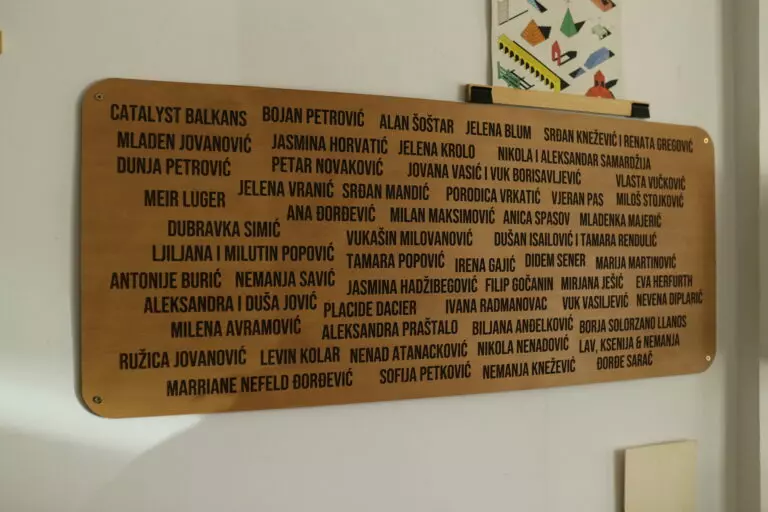 CATALYST BALKANS BOJAN PETROVIĆ ALAN ŠOŠTAR JELENA BLUM SRĐAN KNEŽEVIĆ I RENATA GREGOVIĆ
MLADEN JOVANOVIĆ JASMINA HORVATIĆ JELENA KROLO NIKOLA I ALEKSANDAR SAMARDŽIJA
DUNJA PETROVIĆ PETAR NOVAKOVIĆ JOVANA VASIĆ I VUK BORISAVLJEVIĆ VLASTA VUČKOVIĆ
MEIR LUGER JELENA VRANIĆ SRĐAN MANDIĆ PORODICA VRKATIĆ VJERAN PAS MILOŠ STOJKOVIĆ
DUBRAVKA SIMIĆ ANA ĐORĐEVIĆ MILAN MAKSIMOVIĆ ANICA SPASOV MLADENKA MAJERIĆ
VUKAŠIN MILOVANOVIĆ DUŠAN ISAILOVIĆ I TAMARA RENDULIĆ
LJILJANA I MILUTIN POPOVIĆ TAMARA POPOVIĆ IRENA GAJIĆ DIDEM SENER MARIJA MARTINOVIĆ
ANTONIJE BURIĆ NEMANJA SAVIĆ JASMINA HADŽIBEGOVIĆ FILIP GOČANIN MIRJANA JEŠIĆ EVA HERFURTH
ALEKSANDRA I DUŠA JOVIĆ PLACIDE DACIER IVANA RADMANOVAC VUK VASILJEVIĆ NEVENA DIPLARIĆ
MILENA AVRAMOVIĆ ALEKSANDRA PRAŠTALO BILJANA ANĐELKOVIĆ BORJA SOLORZANO LLANOS
RUŽICA JOVANOVIĆ LEVIN KOLAR NENAD ATANACKOVIĆ NIKOLA NENADOVIĆ LAV, KSENIJA & NEMANJA
MARRIANE NEFELD ĐORĐEVIĆ SOFIJA PETKOVIĆ NEMANJA KNEŽEVIĆ ĐORĐE SARAČ